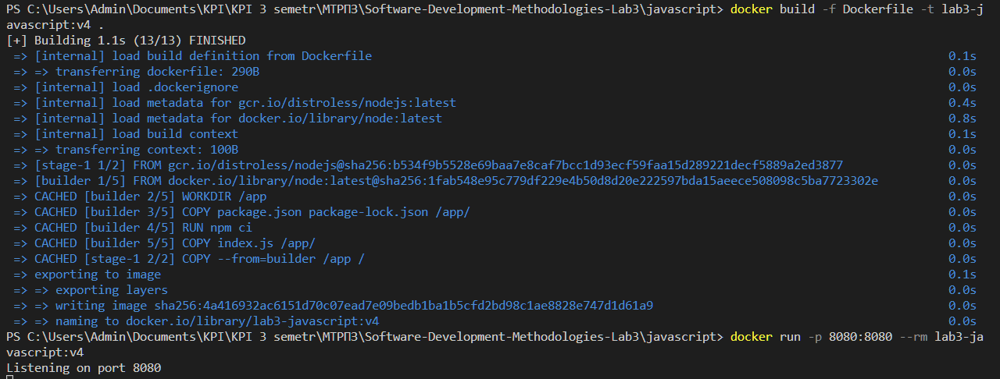 PS C:\Users\Admin\Documents\KPI\KPI 3 semetr\МТРПЗ\Software-Development-Methodologies-Lab3\javascript> docker build -f Dockerfile -t lab3-j
avascript:v4 .
[+] Building 1.1s (13/13) FINISHED
=> [internal] load build definition from Dockerfile 0.1s
=> => transferring dockerfile: 290B 0.0s
=> [internal] load .dockerignore 0.0s
=> [internal] load metadata for gcr.io/distroless/nodejs:latest 0.4s
=> [internal] load metadata for docker.io/library/node:latest 0.8s
=> [internal] load build context 0.1s
=> => transferring context: 100B 0.0s
=> [stage-1 1/2] FROM gcr.io/distroless/nodejs@sha256:b534f9b5528e69baa7e8caf7bcc1d93ecf59faa15d289221decf5889a2ed3877 0.0s
=> [builder 1/5] FROM docker.io/library/node:latest@sha256:1fab548e95c779df229e4b50d8d20e222597bda15aeece508098c5ba7723302e 0.0s
=> CACHED [builder 2/5] WORKDIR /app 0.0s
=> CACHED [builder 3/5] COPY package.json package-lock.json /app/ 0.0s
=> CACHED [builder 4/5] RUN npm ci 0.0s
=> CACHED [builder 5/5] COPY index.js /app/ 0.0s
=> CACHED [stage-1 2/2] COPY --from=builder /app / 0.0s
=> exporting to image 0.1s
=> => exporting layers 0.0s
=> => writing image sha256:4a416932ac6151d70c07ead7e09bedb1ba1b5cfd2bd98c1ae8828e747d1d61a9 0.0s
=> => naming to docker.io/library/lab3-javascript:v4 0.0s
PS C:\Users\Admin\Documents\KPI\KPI 3 semetr\МТРПЗ\Software-Development-Methodologies-Lab3\javascript> docker run -p 8080:8080 --rm lab3-ja
vascript:v4
Listening on port 8080